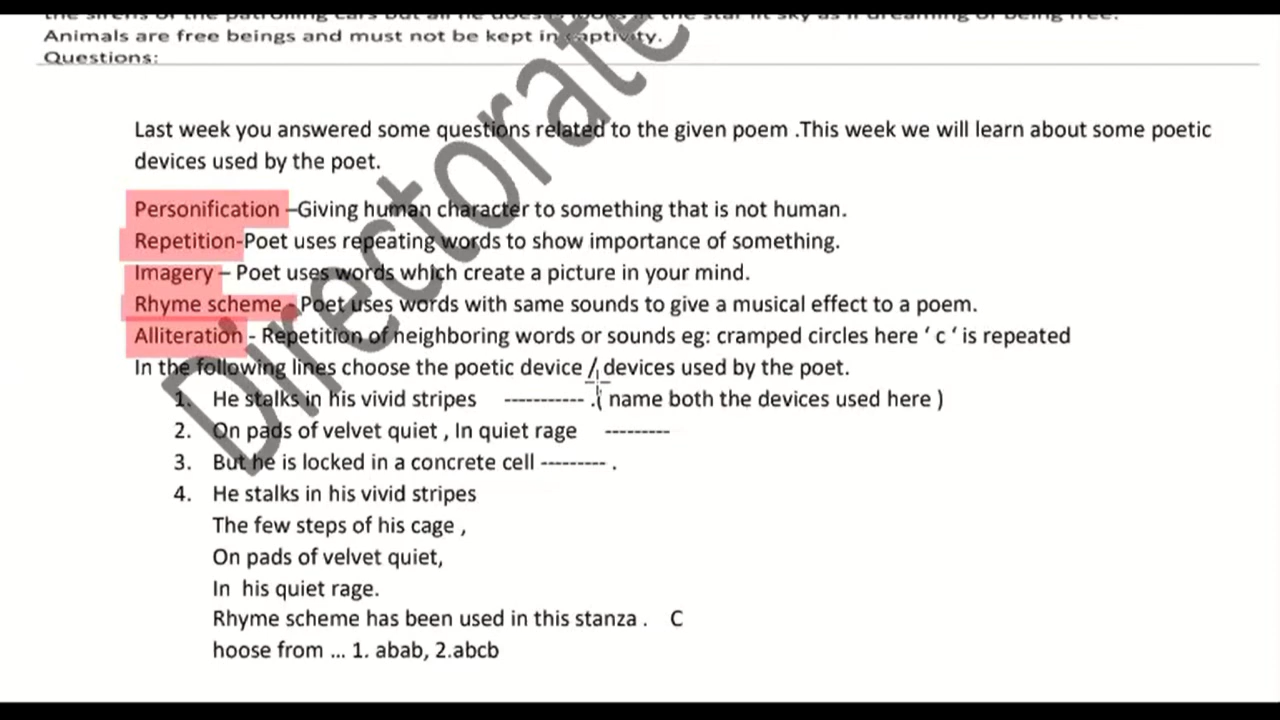 Animals are free beings and must not be kept in captivity.
Questions:
Last week you answered some questions related to the given poem .This week we will learn about some poetic
devices used by the poet.
Personification –Giving human character to something that is not human.
Repetition-Poet uses repeating words to show importance of something.
Imagery – Poet uses words which create a picture in your mind.
Rhyme scheme - Poet uses words with same sounds to give a musical effect to a poem.
Alliteration - Repetition of neighboring words or sounds eg: cramped circles here ‘ c ‘ is repeated
In the following lines choose the poetic device / devices used by the poet.
1. He stalks in his vivid stripes ----------- .( name both the devices used here )
2. On pads of velvet quiet , In quiet rage ---------
3. But he is locked in a concrete cell --------- .
4. He stalks in his vivid stripes
The few steps of his cage ,
On pads of velvet quiet,
In his quiet rage.
Rhyme scheme has been used in this stanza . C
hoose from ... 1. abab, 2.abcb
Directorate